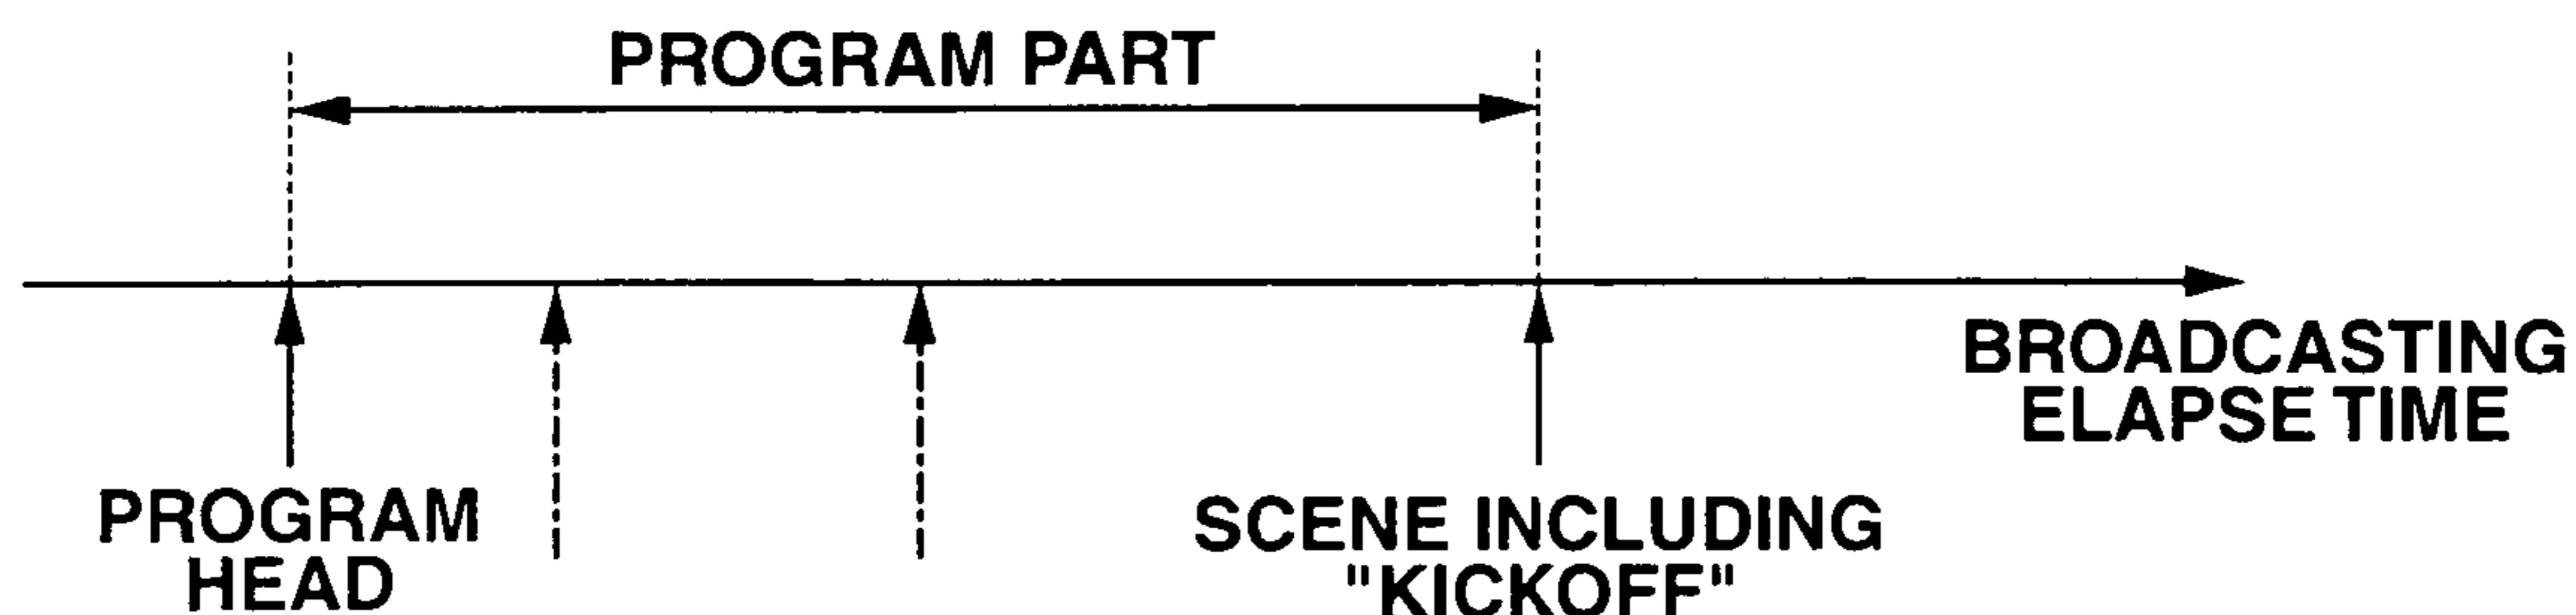 PROGRAM PART
BROADCASTING
ELAPSE TIME
PROGRAM
HEAD
SCENE INCLUDING
"KICKOFF"